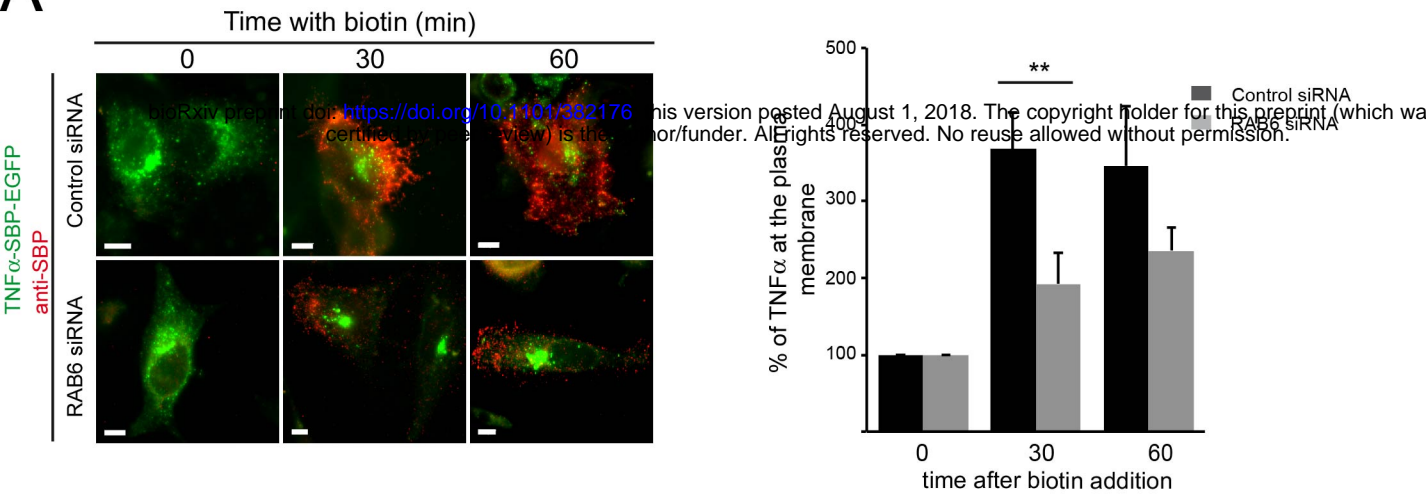 A
Time with biotin (min)
0 30 60
TNFα-SBP-EGFP
anti-SBP
Control siRNA
RAB6 siRNA
bioRxiv preprint doi: https://doi.org/10.1101/382176 his version posted August 1, 2018. The copyright holder for this preprint (which wa
certified by peer review) is the author/funder. All rights reserved. No reuse allowed without permission.
% of TNFα at the plasma
membrane
500
400
300
200
100
**
Control siRNA
RAB6 siRNA
0 30 60
time after biotin addition